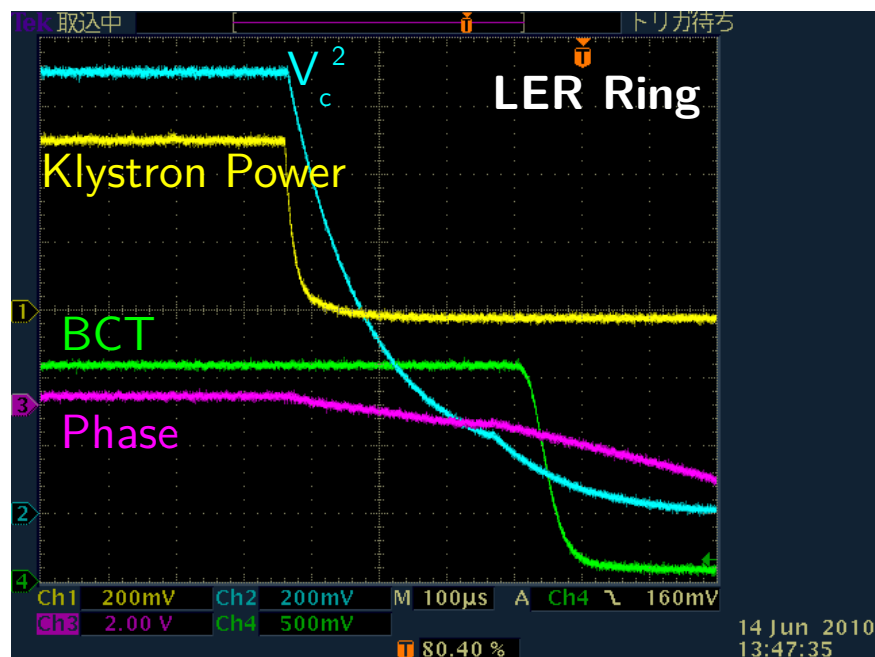 Tek 取込中 トリガ待ち
T
T
V_c^2
LER Ring
Klystron Power
1
BCT
3
Phase
2
4
Ch1 200mV Ch2 200mV M 100µs A Ch4 160mV
Ch3 2.00 V Ch4 500mV
T 80.40 %
14 Jun 2010
13:47:35